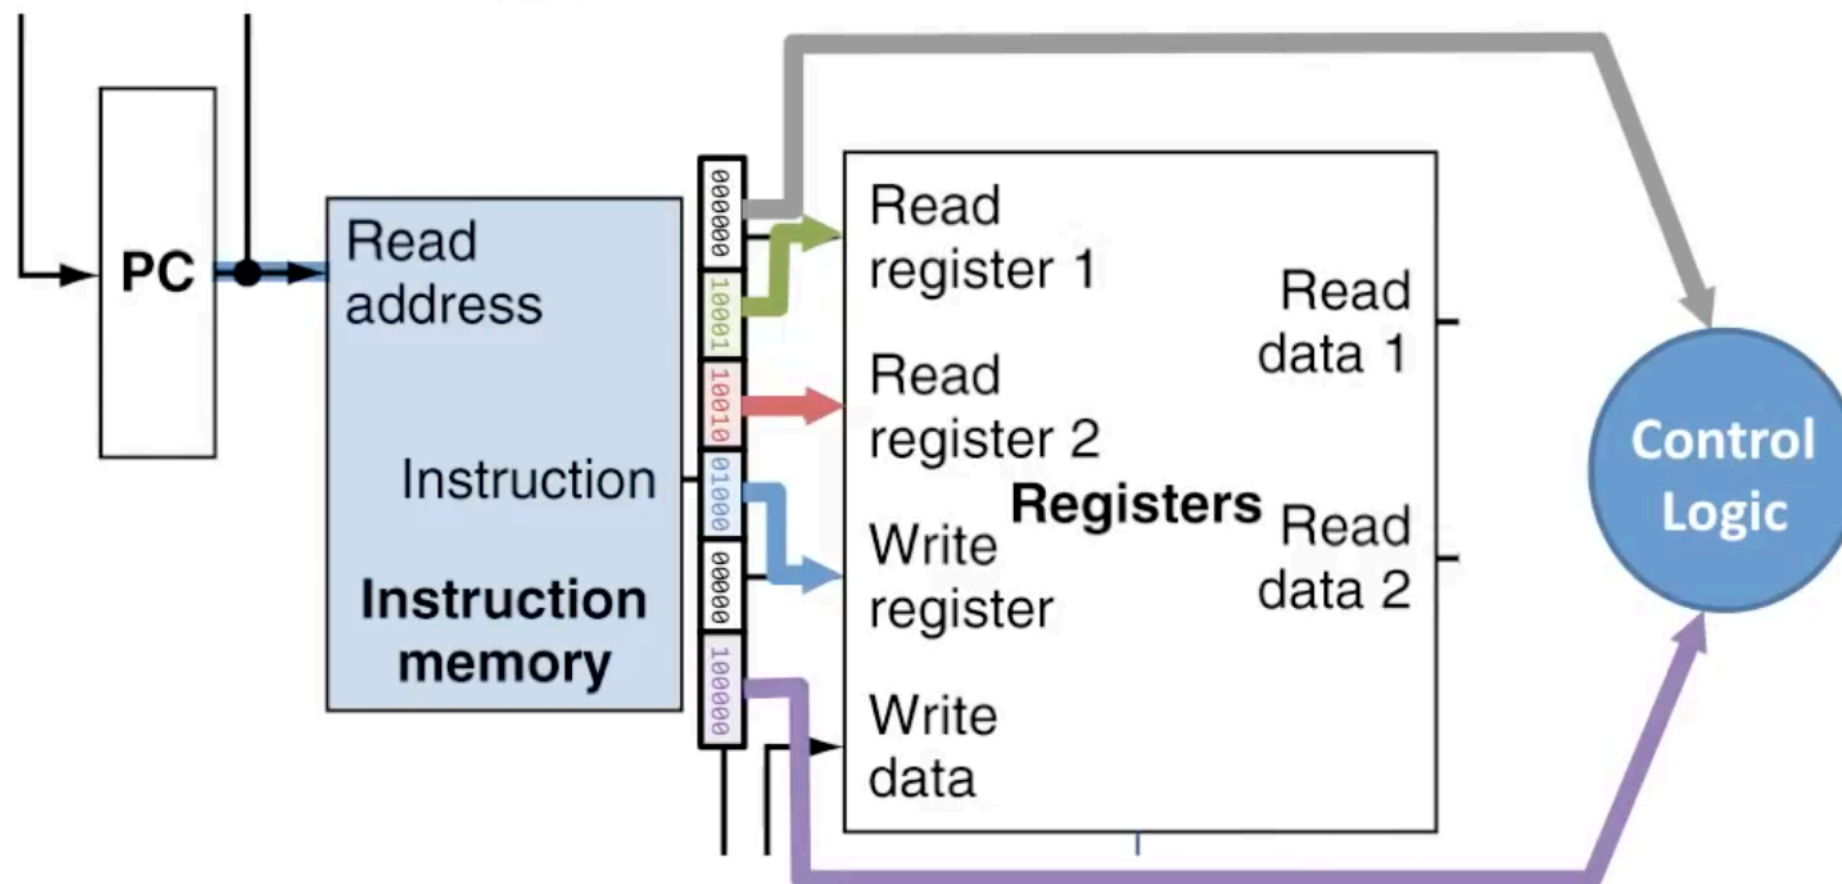 PC
Read
address
Instruction
Instruction
memory
000000
10001
10010
01000
00000
100000
Read
register 1
Read
register 2
Write
register
Write
data
Registers
Read
data 1
Read
data 2
Control
Logic